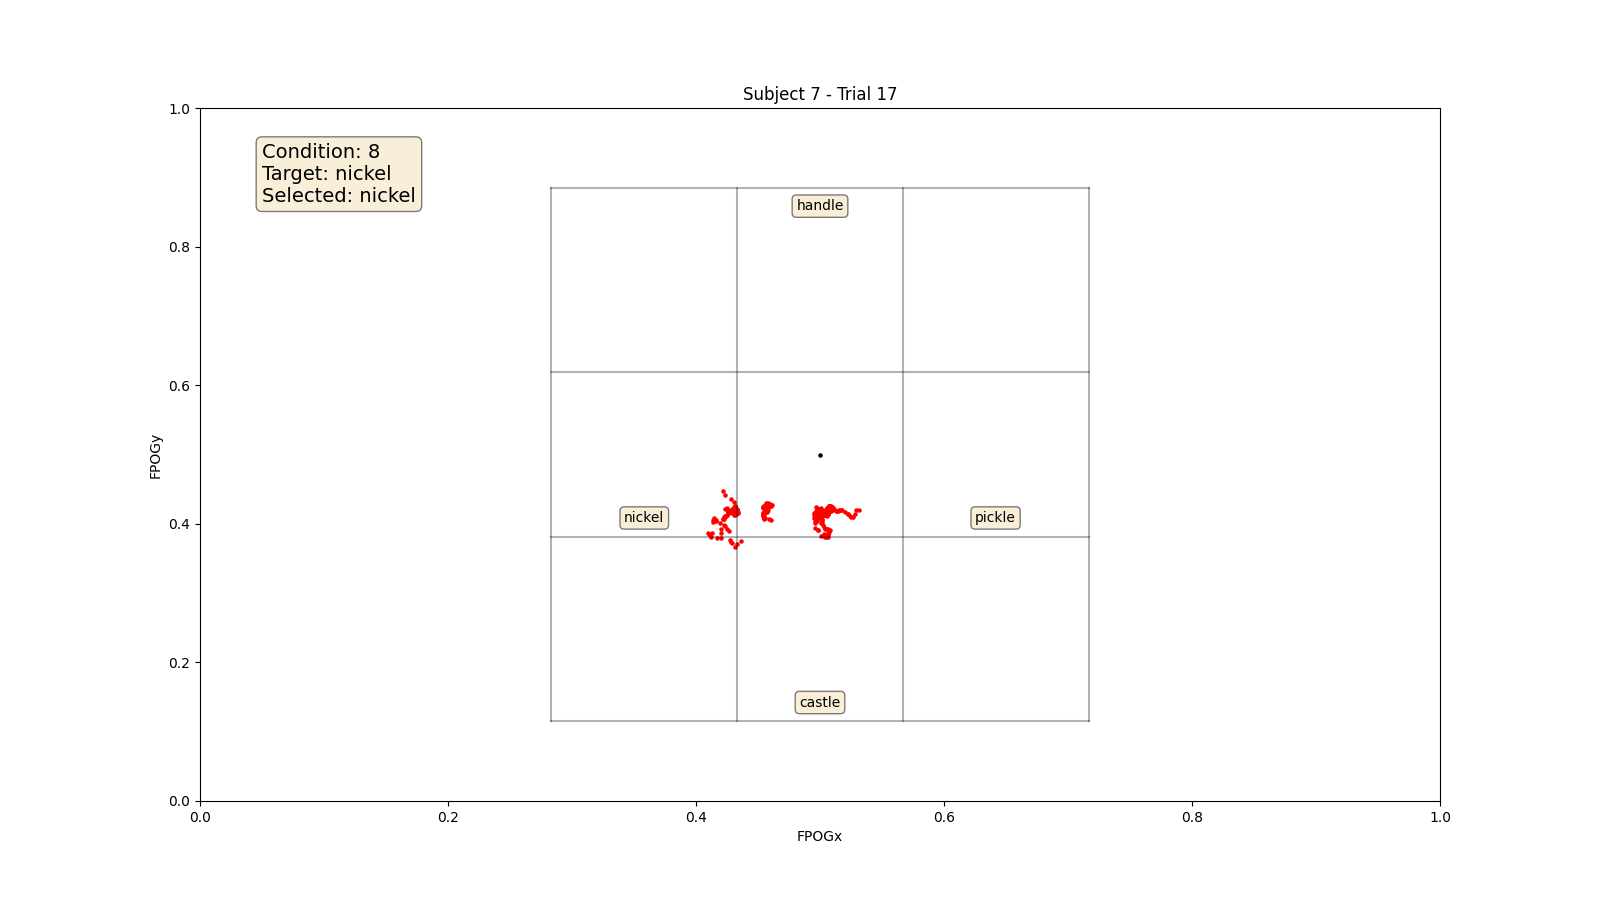 Subject 7 - Trial 17
1.0
Condition: 8
Target: nickel
Selected: nickel
handle
0.8
0.6
FPOGy
nickel
pickle
0.4
0.2
castle
0.0
0.0 0.2 0.4 0.6 0.8 1.0
FPOGx